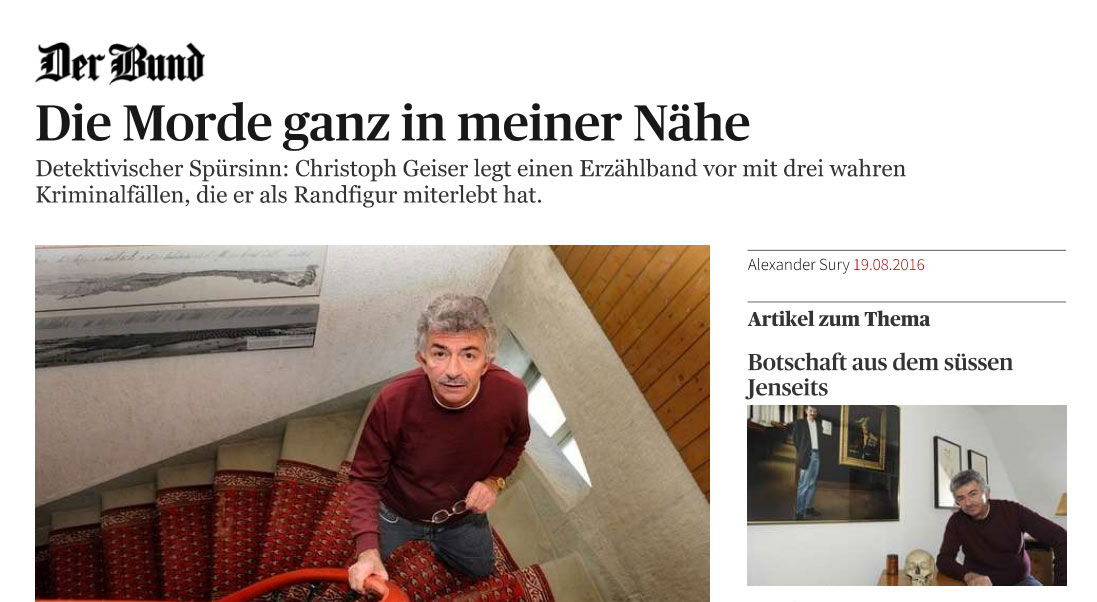 Der Bund
Die Morde ganz in meiner Nähe
Detektivischer Spürsinn: Christoph Geiser legt einen Erzählband vor mit drei wahren
Kriminalfällen, die er als Randfigur miterlebt hat.
Alexander Sury 19.08.2016
Artikel zum Thema
Botschaft aus dem süssen
Jenseits